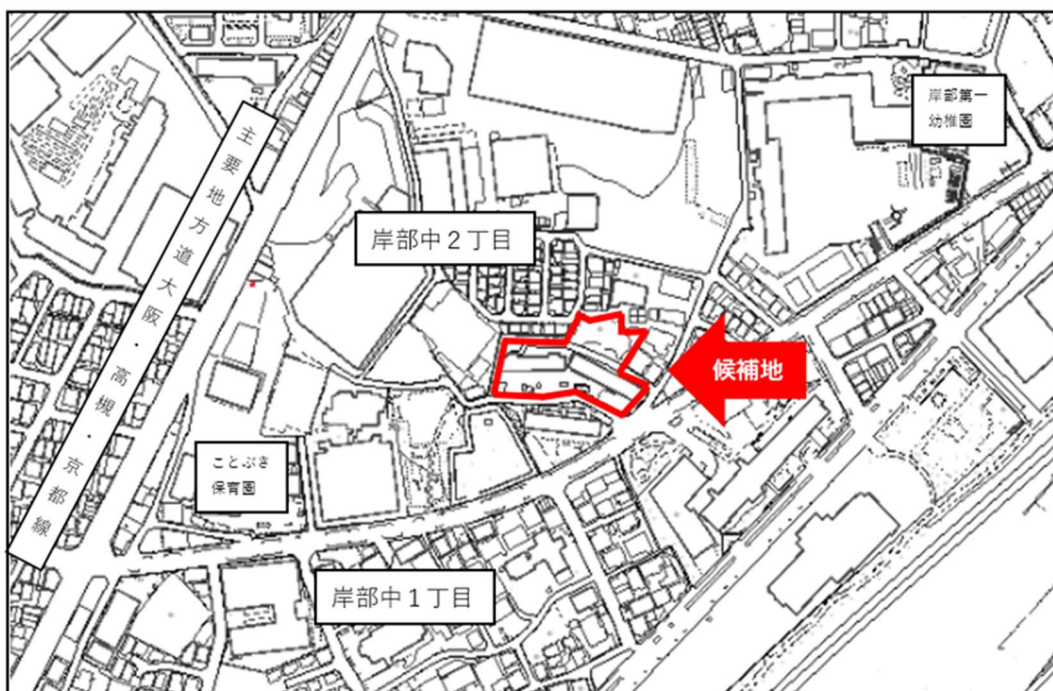 岸部第一
幼稚園
主要地方道大阪・高槻・京都線
岸部中２丁目
候補地
ことぶき
保育園
岸部中１丁目